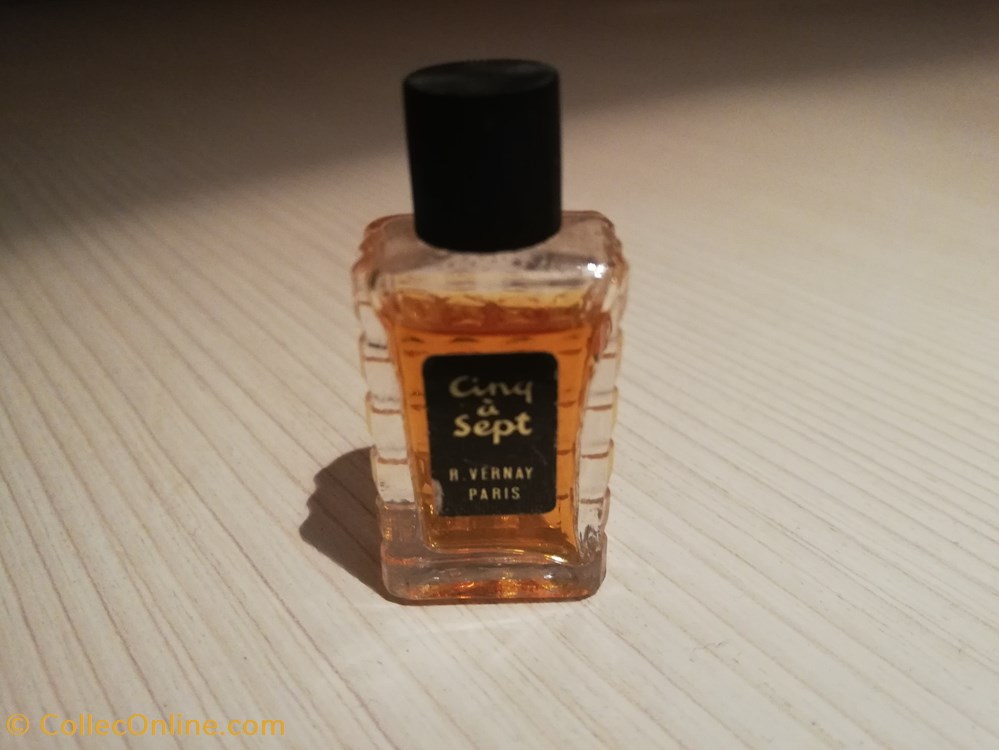 Cinq
à
Sept
R. VERNAY
PARIS
© CollecOnline.com